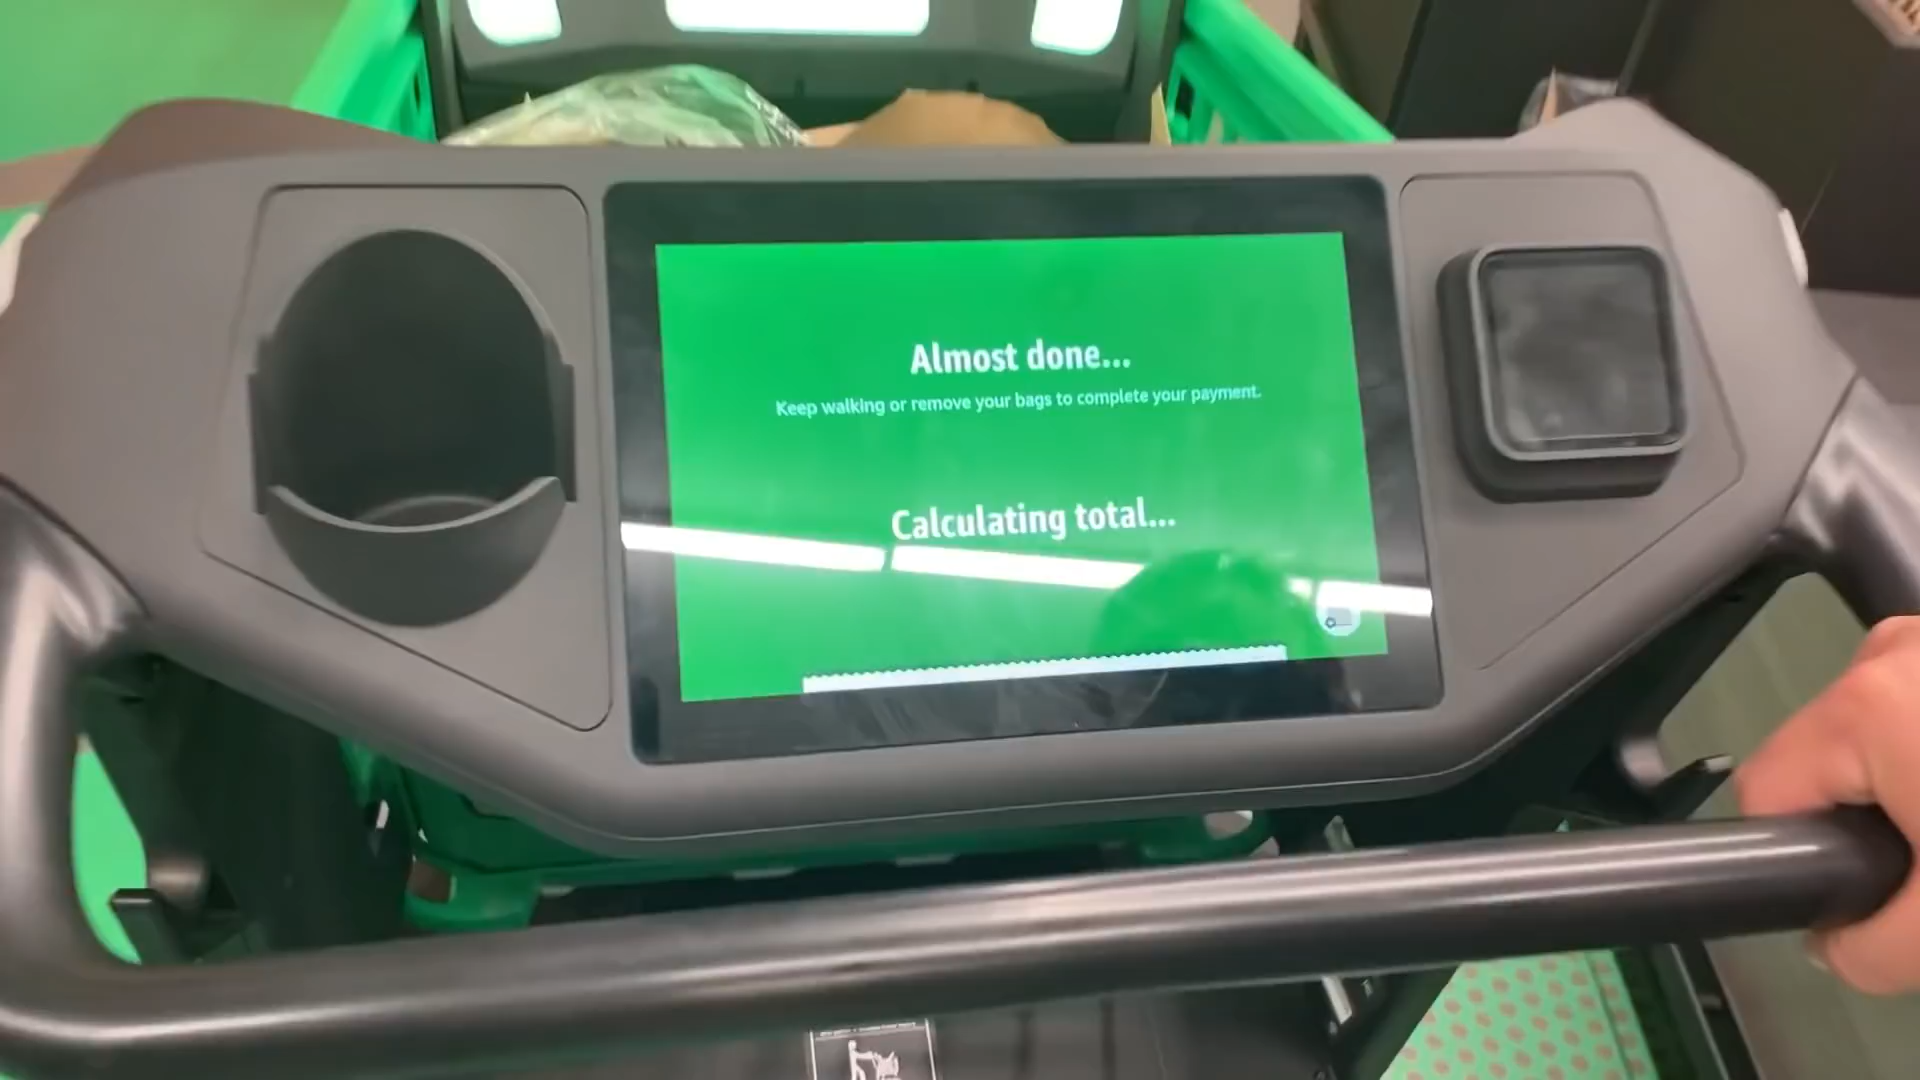 Almost done...
Keep walking or remove your bags to complete your payment.
Calculating total...